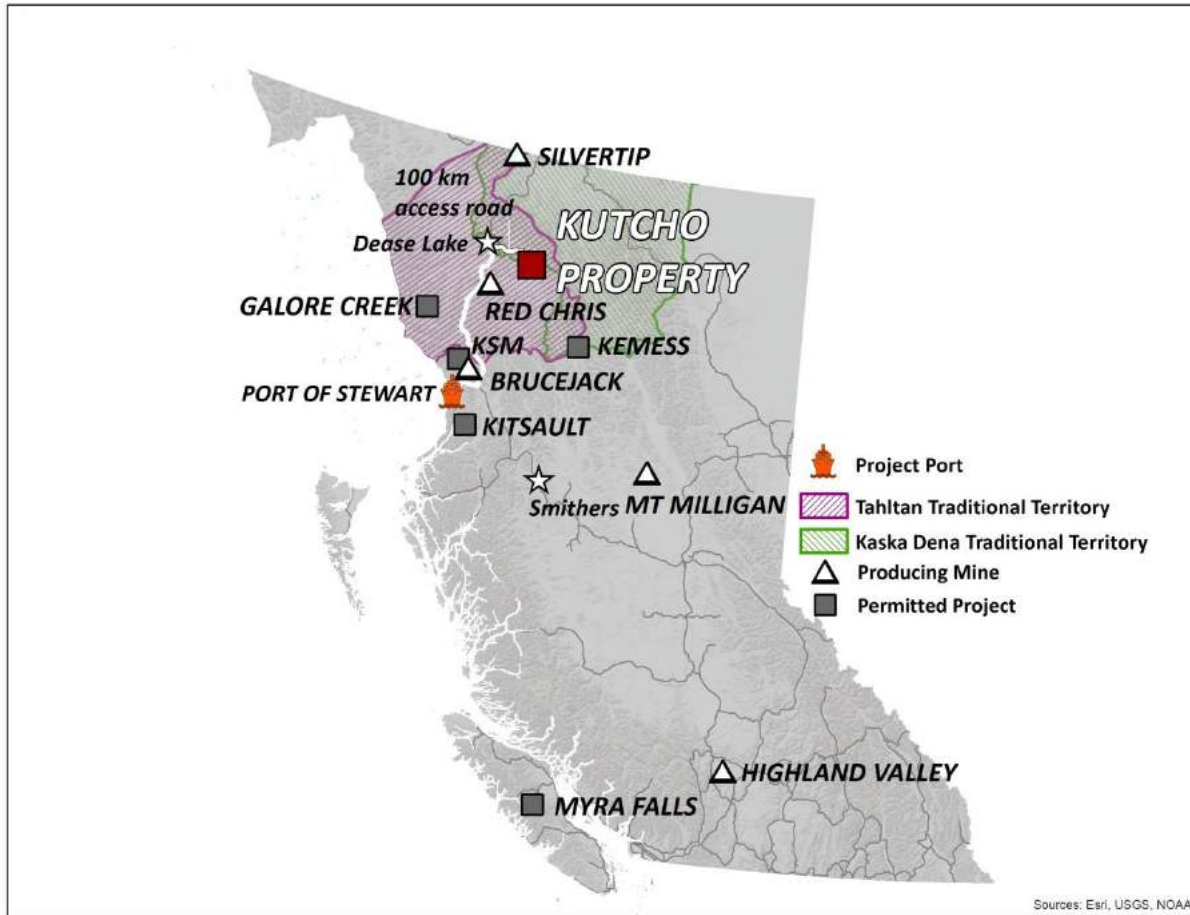 SILVERTIP
100 km
access road
Dease Lake
KUTCHO
PROPERTY
GALORE CREEK
RED CHRIS
KSM
KEMESS
BRUCEJACK
PORT OF STEWART
KITSAULT
Smithers
MT MILLIGAN
Project Port
Tahltan Traditional Territory
Kaska Dena Traditional Territory
Producing Mine
Permitted Project
HIGHLAND VALLEY
MYRA FALLS
Sources: Esri, USGS, NOAA